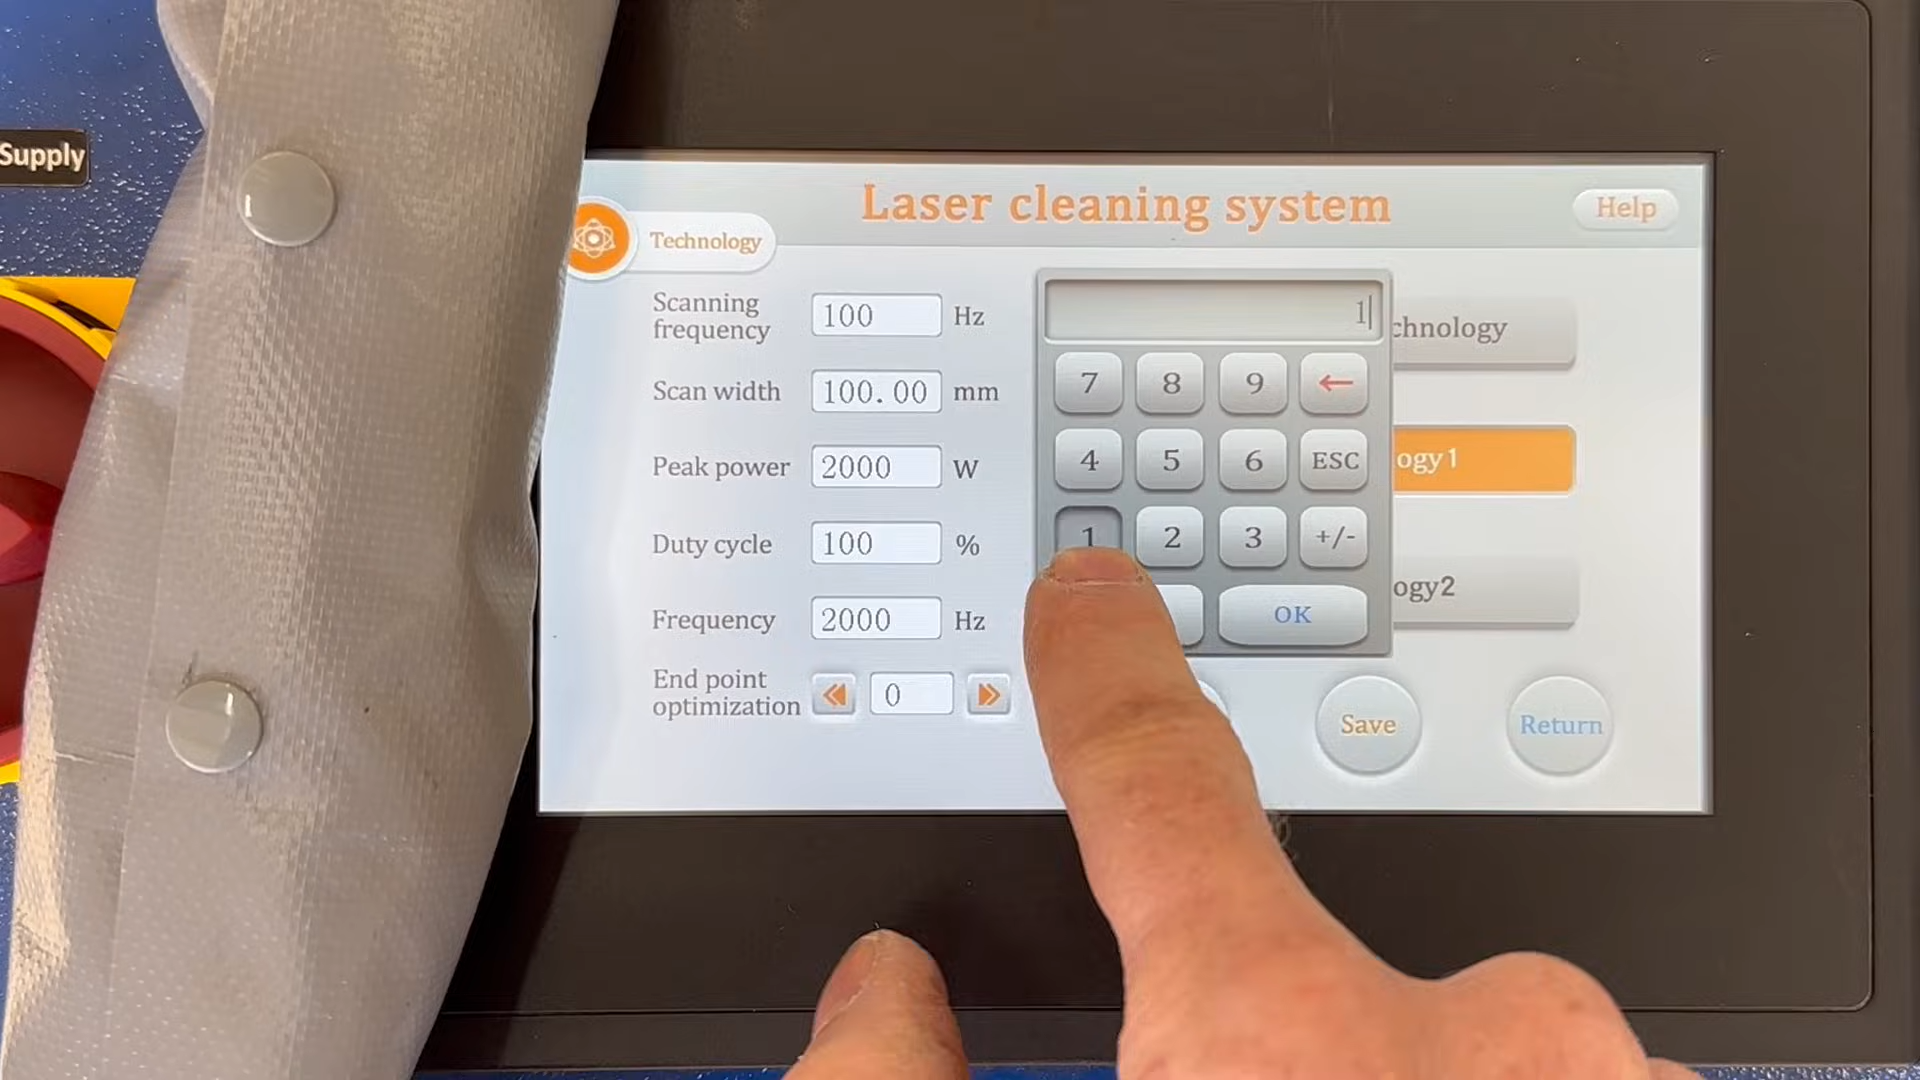 Supply
Laser cleaning system
Help
Technology
Scanning
frequency
100
Hz
Scan width
100.00
mm
Peak power
2000
W
Duty cycle
100
%
Frequency
2000
Hz
End point
optimization
0
1
7
8
9
←
4
5
6
ESC
1
2
3
+/-
OK
chnology
ogy1
ogy2
Save
Return